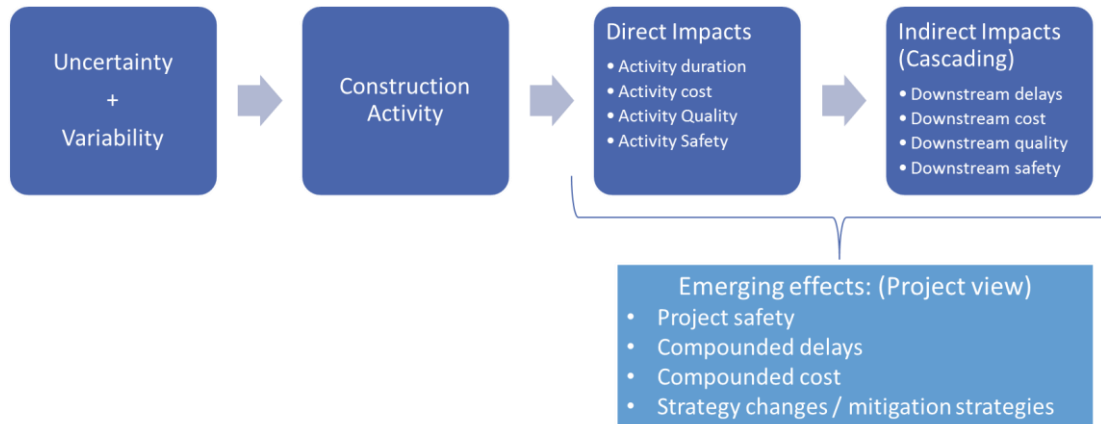 Uncertainty
+
Variability
Construction
Activity
Direct Impacts
• Activity duration
• Activity cost
• Activity Quality
• Activity Safety
Indirect Impacts
(Cascading)
• Downstream delays
• Downstream cost
• Downstream quality
• Downstream safety
Emerging effects: (Project view)
• Project safety
• Compounded delays
• Compounded cost
• Strategy changes / mitigation strategies